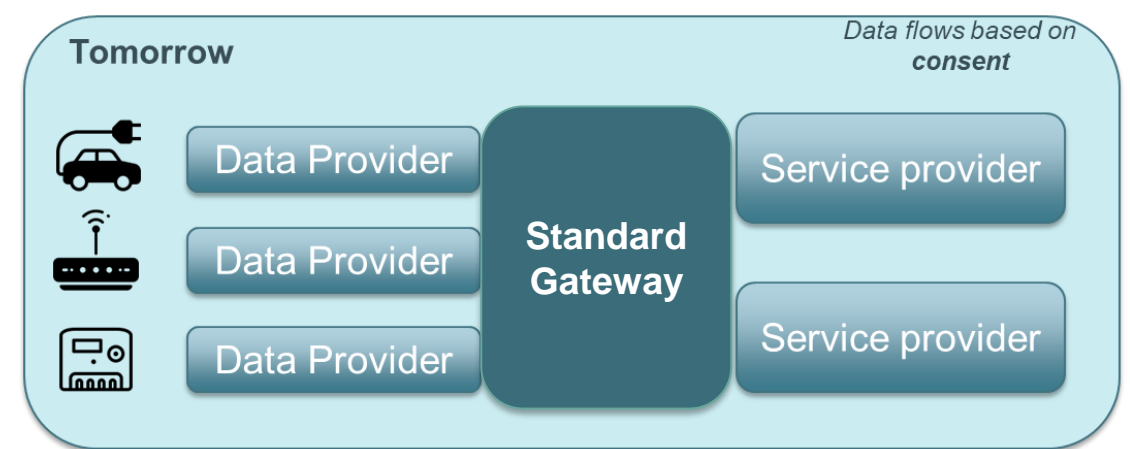 Tomorrow
Data flows based on
consent
Data Provider
Data Provider
Data Provider
Standard
Gateway
Service provider
Service provider